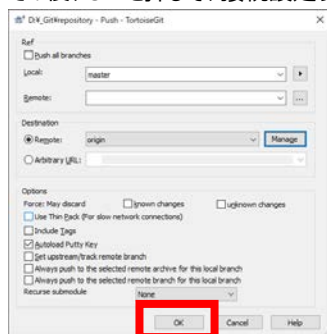 D:¥_Git¥repository - Push - TortoiseGit
Ref
Push all branches
Local:
master
Remote:
Destination
Remote:
origin
Manage
Arbitrary URL:
Options
Force: May discard
known changes
unknown changes
Use Thin Pack (For slow network connections)
Include Tags
Autoload Putty Key
Set upstream/track remote branch
Always push to the selected remote archive for this local branch
Always push to the selected remote branch for this local branch
Recurse submodule
None
OK
Cancel
Help